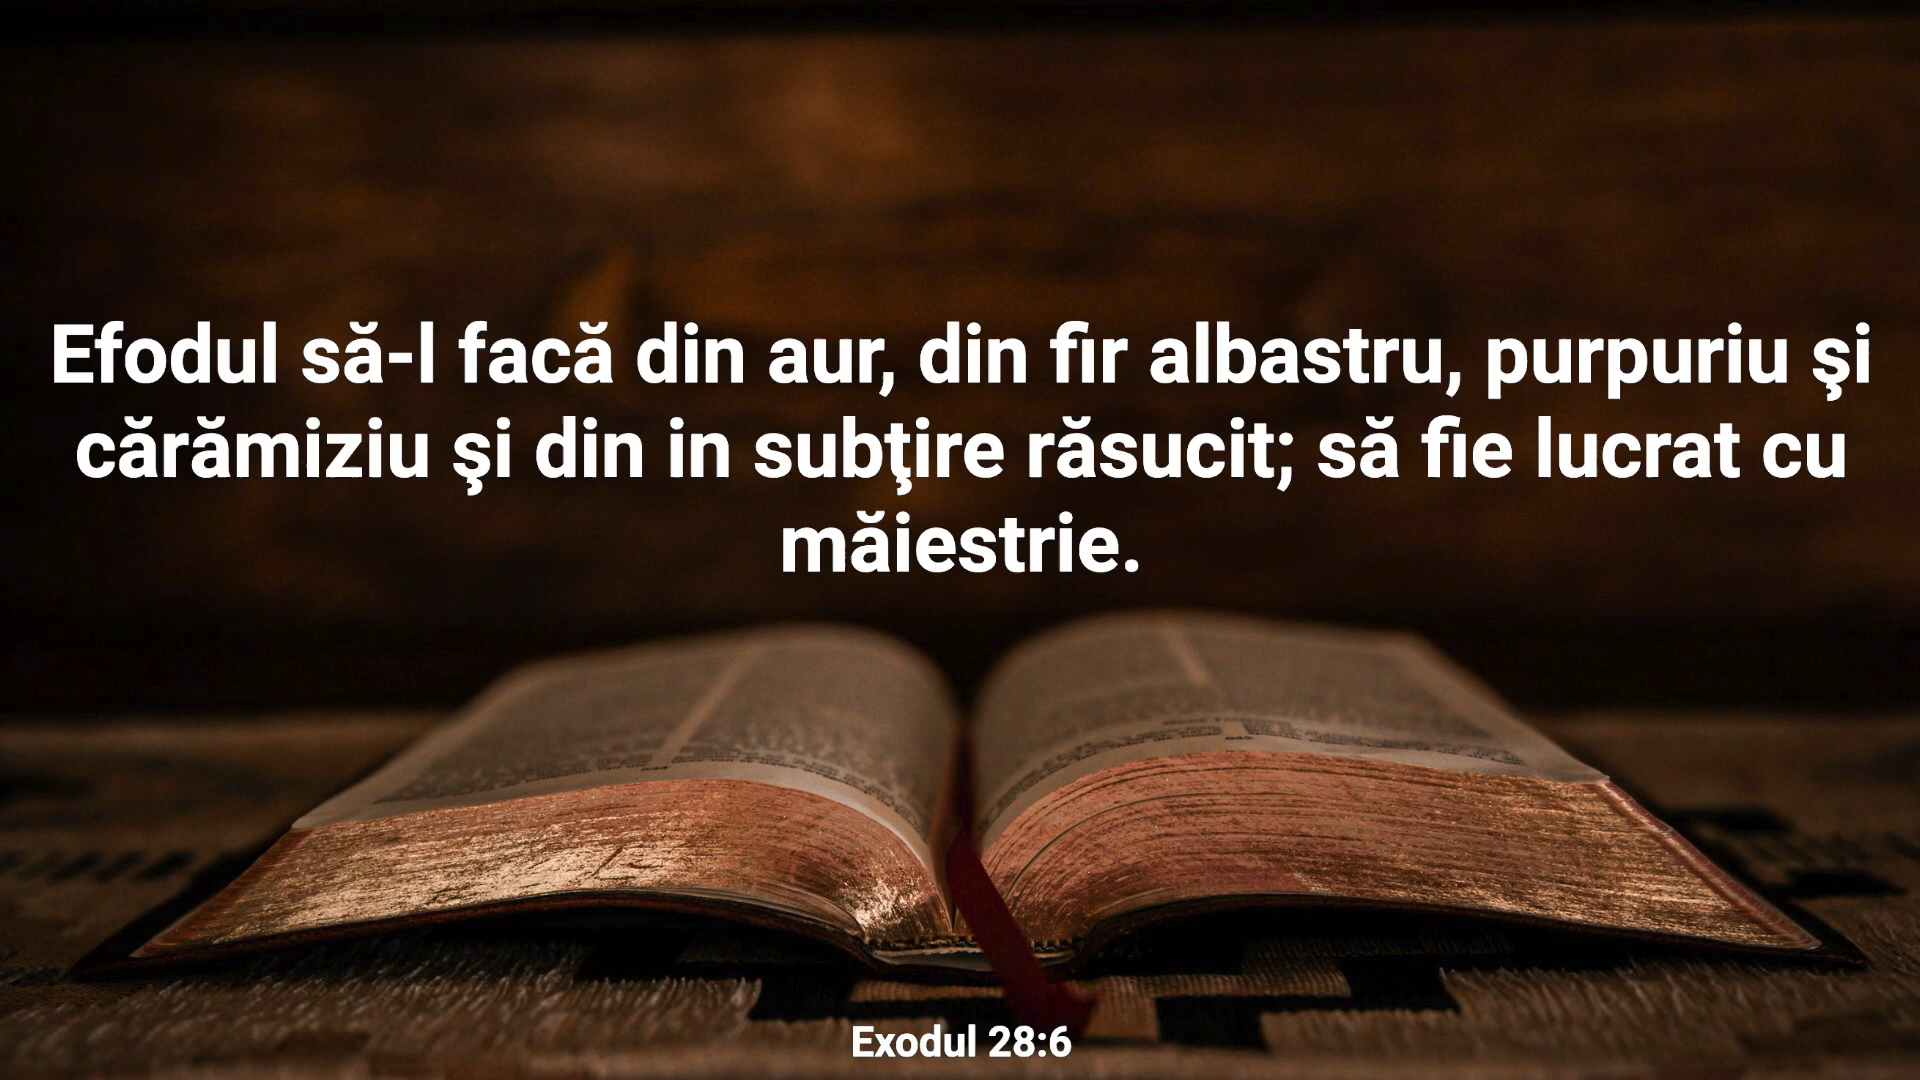 Efodul să-l facă din aur, din fir albastru, purpuriu şi
cărămiziu şi din in subţire răsucit; să fie lucrat cu
măiestrie.
Exodul 28:6